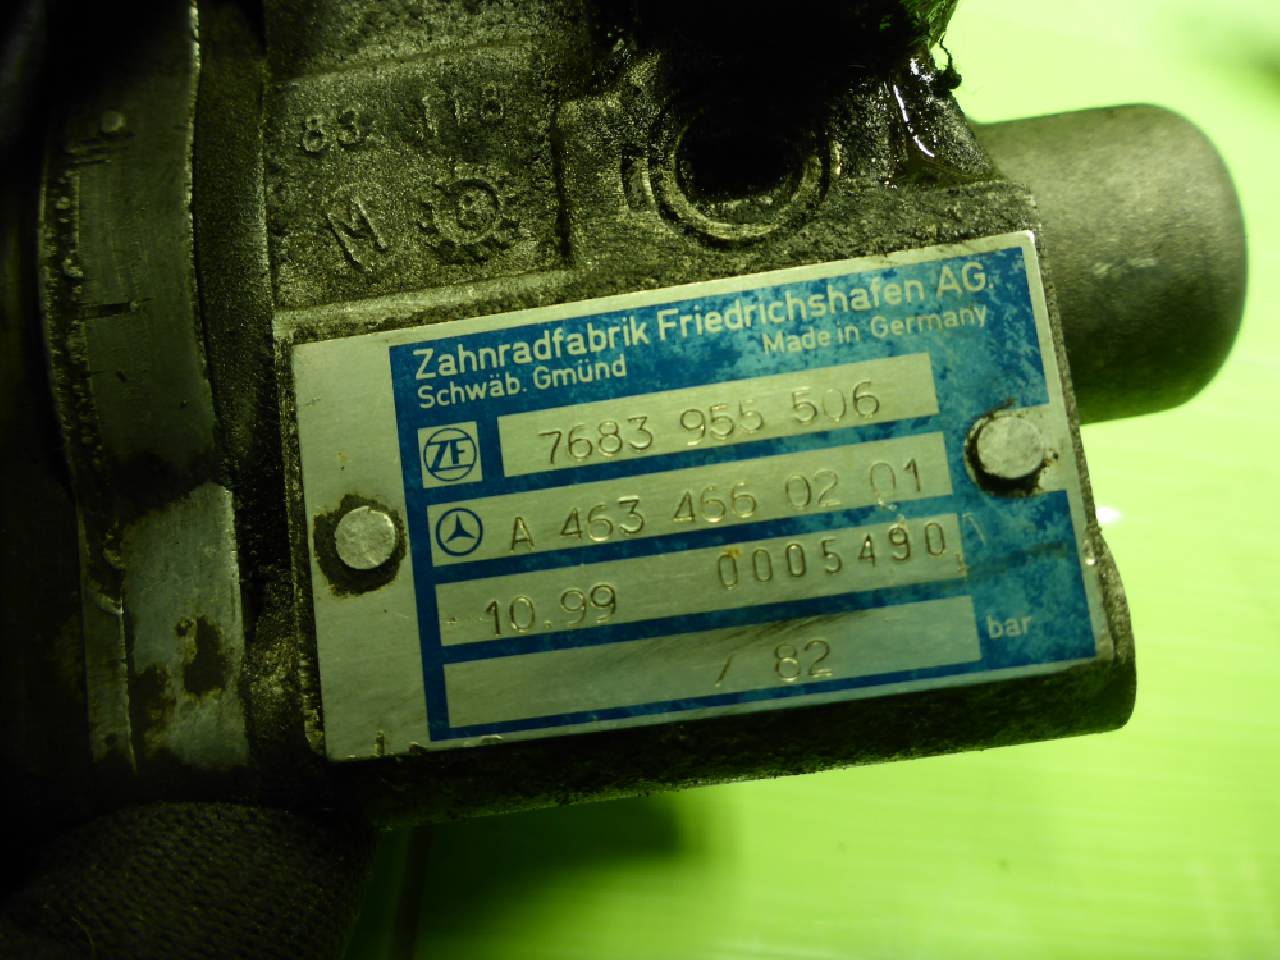 83 118
M
Zahnradfabrik Friedrichshafen AG.
Schwäb. Gmünd Made in Germany
ZF 7683 955 506
A 463 466 02 01
10.99 0005490
/ 82 bar